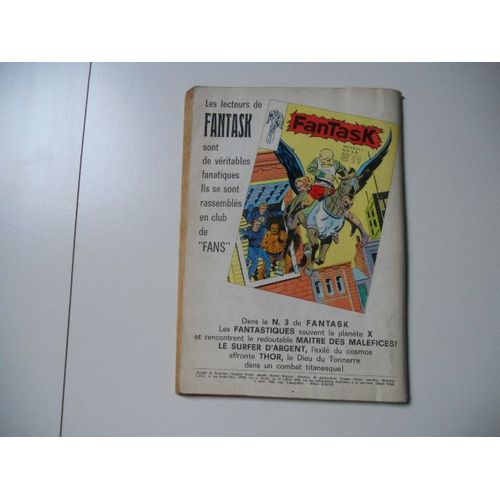 Les lecteurs de
FANTASK
sont
de véritables
fanatiques
Ils se sont
rassemblés
en club
de
"FANS"
FANTASK
Dans le N. 3 de FANTASK
Les FANTASTIQUES sauvent la planète X
et rencontrent le redoutable MAITRE DES MALEFICES!
LE SURFER D'ARGENT, l'exilé du cosmos
affronte THOR, le Dieu du Tonnerre
dans un combat titanesque!